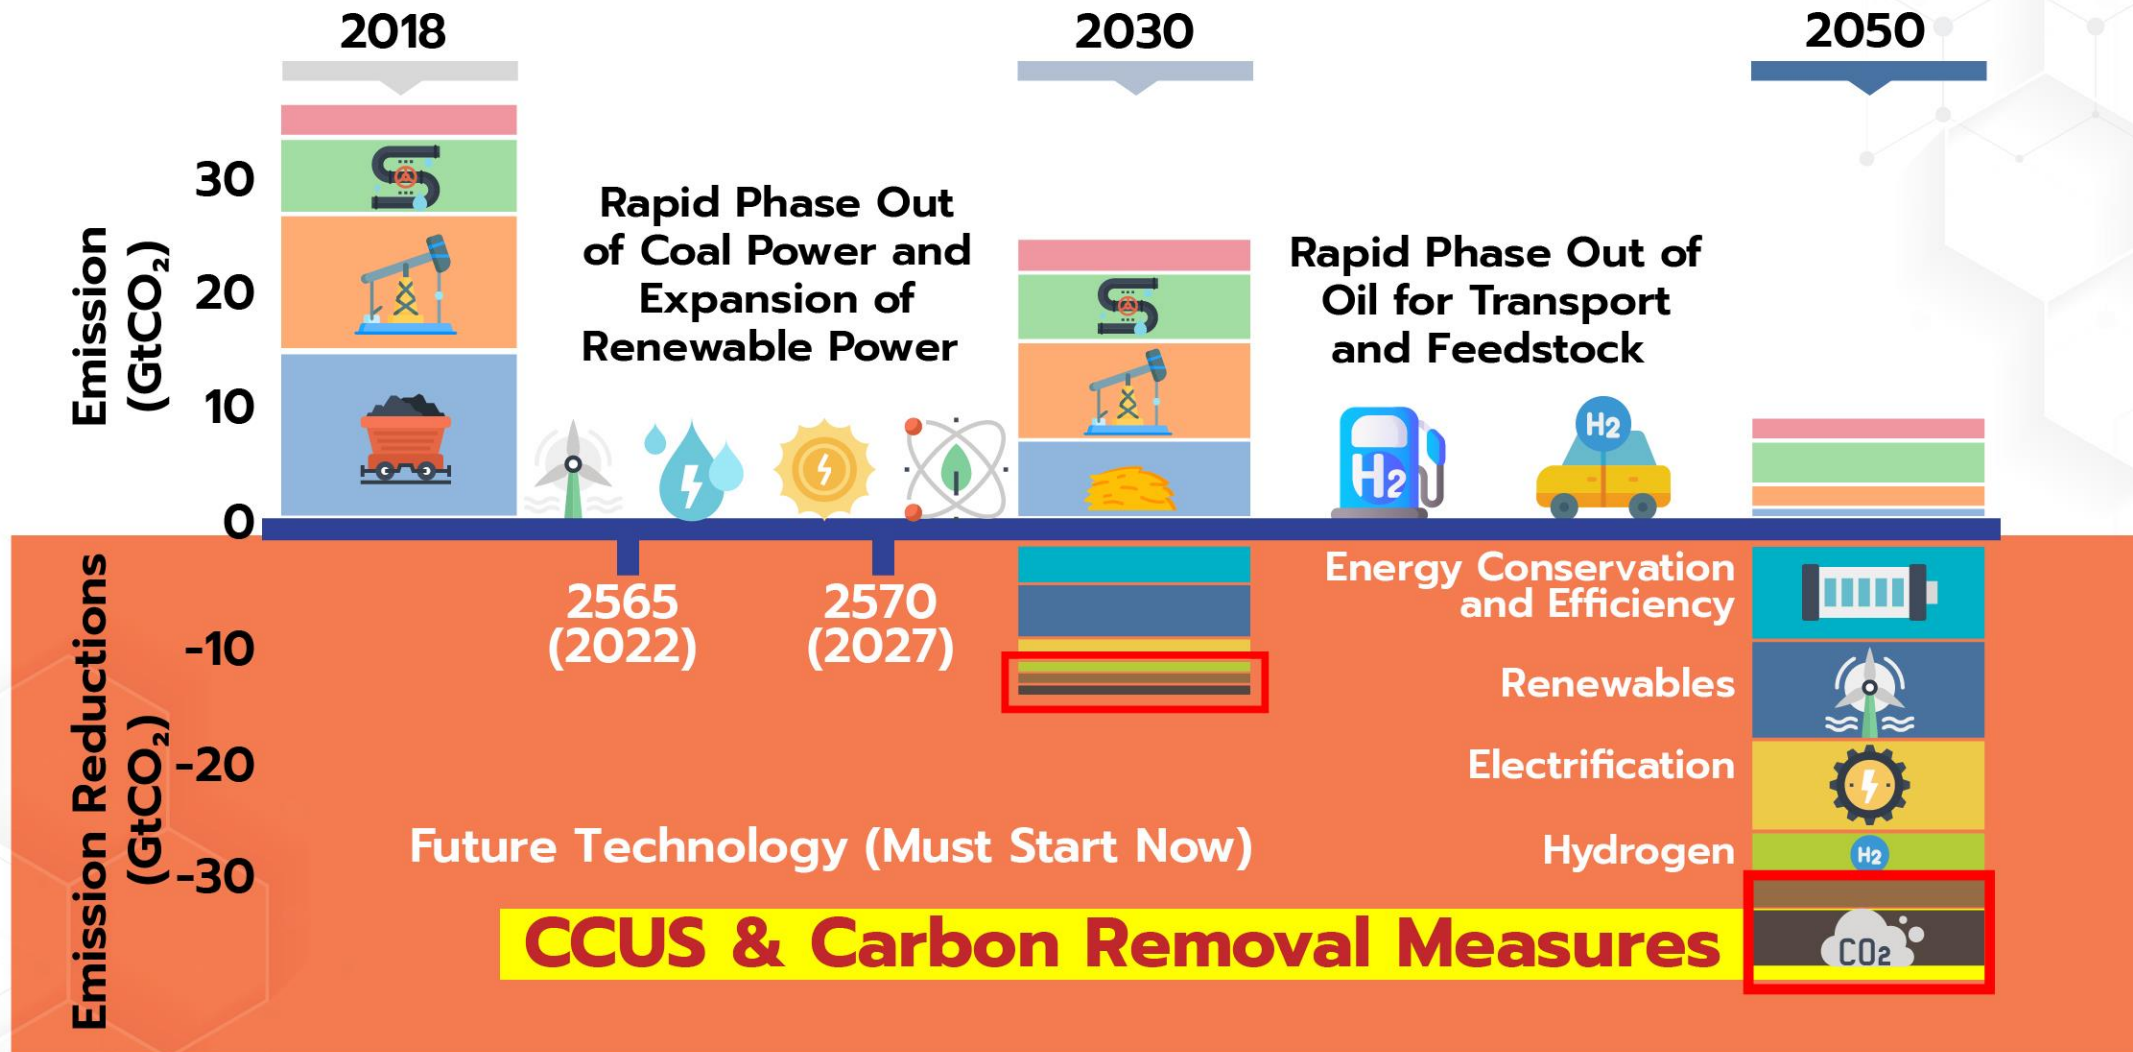 2018
2030
2050
Emission
(GtCO₂)
30
20
10
0
Rapid Phase Out
of Coal Power and
Expansion of
Renewable Power
Rapid Phase Out of
Oil for Transport
and Feedstock
H2
H2
2565
(2022)
2570
(2027)
Emission Reductions
(GtCO₂)
-10
-20
-30
Energy Conservation
and Efficiency
Renewables
Electrification
Hydrogen
H2
Future Technology (Must Start Now)
CCUS & Carbon Removal Measures
CO2